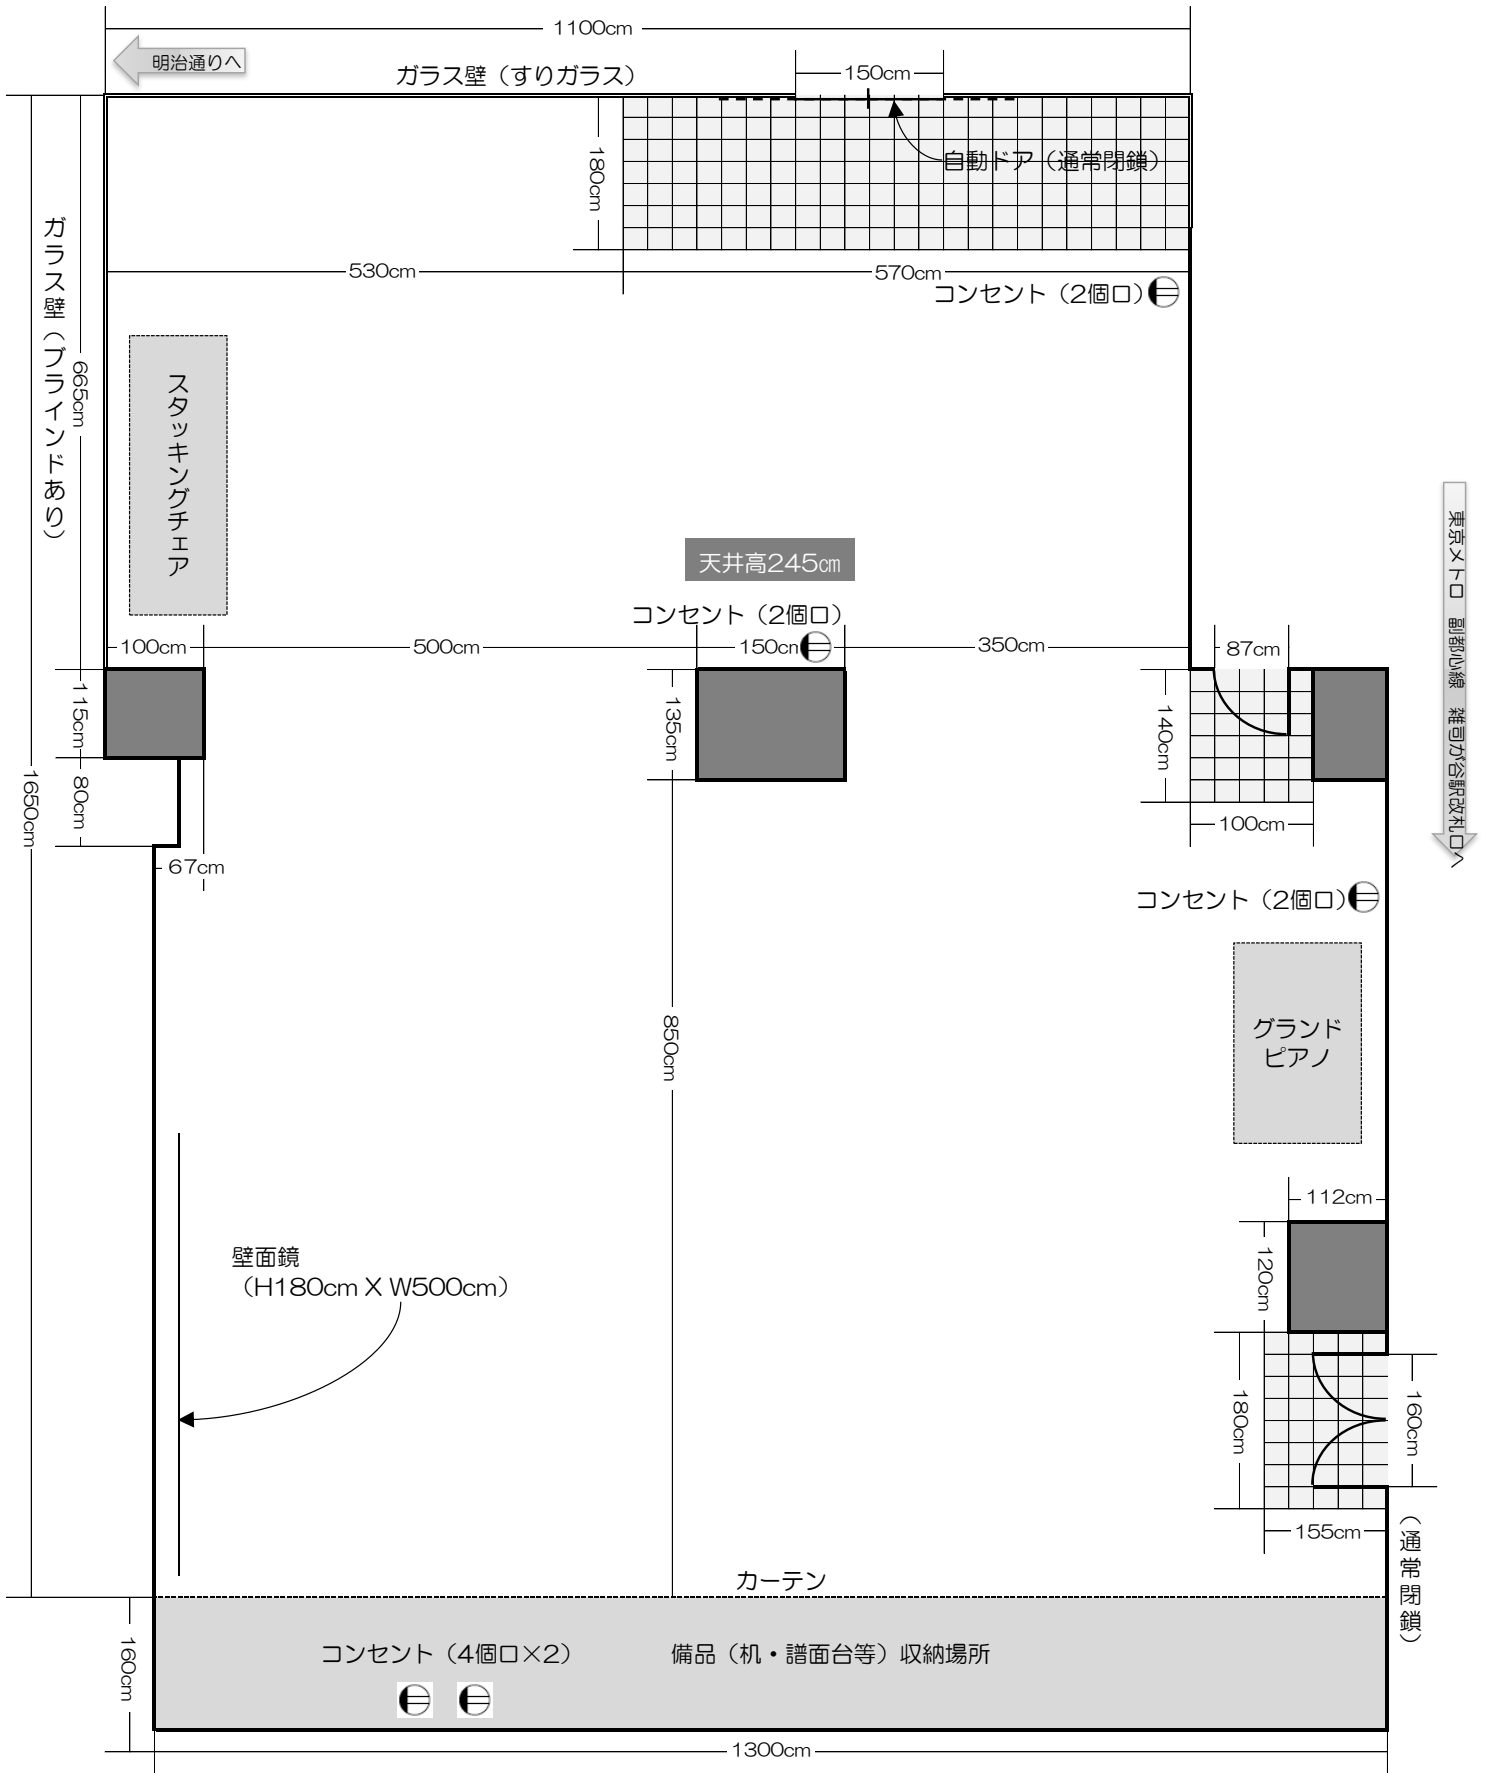 1100cm
明治通りへ
ガラス壁（すりガラス）
150cm
自動ドア（通常閉鎖）
180cm
530cm
570cm
コンセント（2個口）
ガラス壁（ブラインドあり）
665cm
スタッキングチェア
天井高245㎝
コンセント（2個口）
100cm
500cm
150cm
350cm
87cm
東京メトロ　副都心線　雑司が谷駅改札口へ
115cm
135cm
140cm
1650cm
80cm
100cm
67cm
コンセント（2個口）
グランド
ピアノ
850cm
112cm
壁面鏡
（H180cm X W500cm）
120cm
180cm
160cm
155cm
（通常閉鎖）
カーテン
160cm
コンセント（4個口×2）
備品（机・譜面台等）収納場所
1300cm